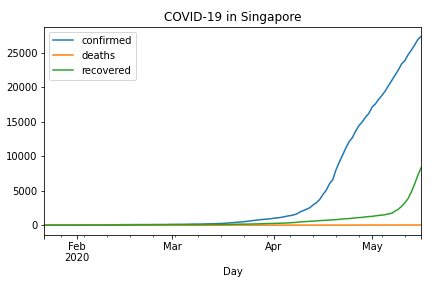 COVID-19 in Singapore
confirmed
deaths
recovered
25000
20000
15000
10000
5000
0
Feb
2020
Mar
Apr
May
Day